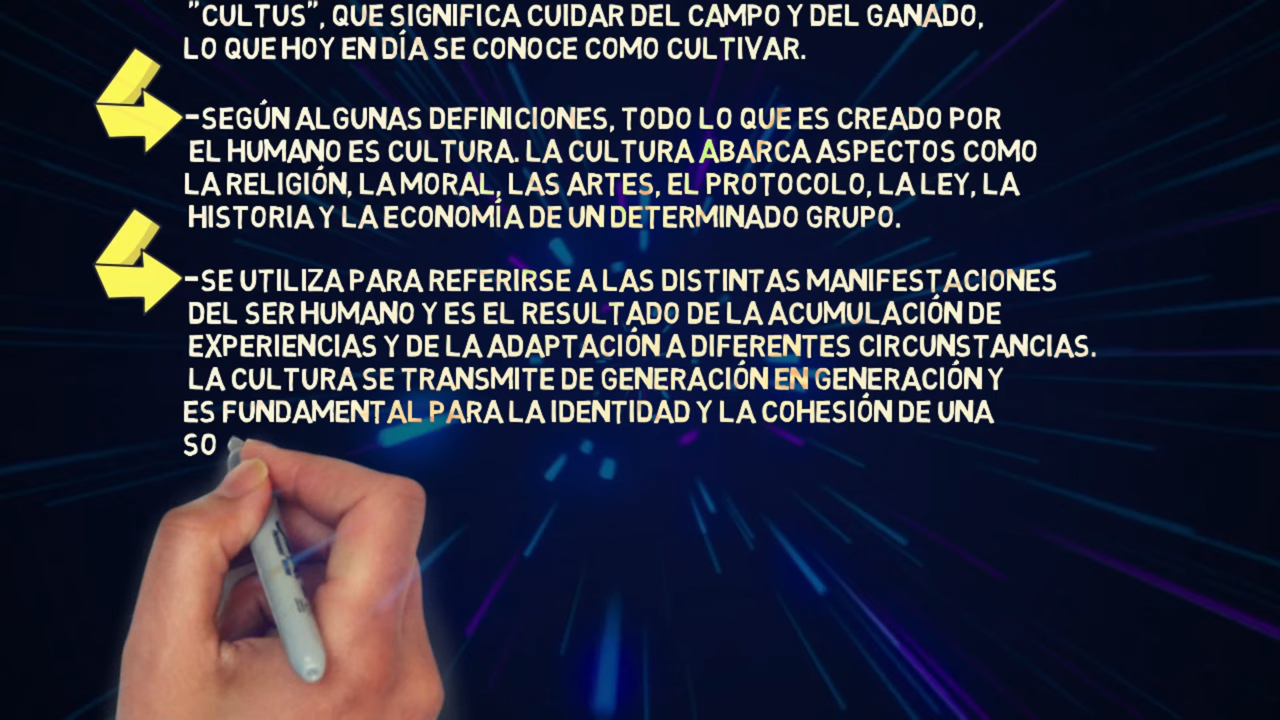 "CULTUS", QUE SIGNIFICA CUIDAR DEL CAMPO Y DEL GANADO,
LO QUE HOY EN DÍA SE CONOCE COMO CULTIVAR.
-SEGÚN ALGUNAS DEFINICIONES, TODO LO QUE ES CREADO POR
EL HUMANO ES CULTURA. LA CULTURA ABARCA ASPECTOS COMO
LA RELIGIÓN, LA MORAL, LAS ARTES, EL PROTOCOLO, LA LEY, LA
HISTORIA Y LA ECONOMÍA DE UN DETERMINADO GRUPO.
-SE UTILIZA PARA REFERIRSE A LAS DISTINTAS MANIFESTACIONES
DEL SER HUMANO Y ES EL RESULTADO DE LA ACUMULACIÓN DE
EXPERIENCIAS Y DE LA ADAPTACIÓN A DIFERENTES CIRCUNSTANCIAS.
LA CULTURA SE TRANSMITE DE GENERACIÓN EN GENERACIÓN Y
ES FUNDAMENTAL PARA LA IDENTIDAD Y LA COHESIÓN DE UNA
SO